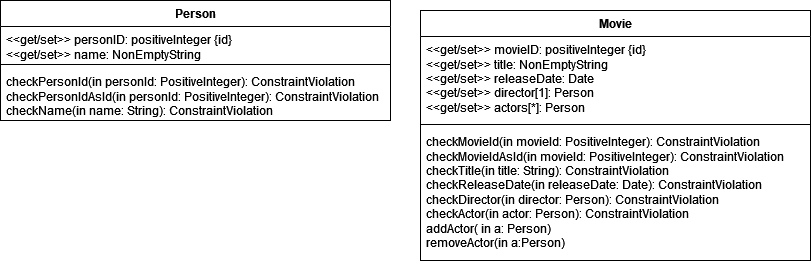 Person
<<get/set>> personID: positiveInteger {id}
<<get/set>> name: NonEmptyString
checkPersonId(in personId: PositiveInteger): ConstraintViolation
checkPersonIdAsId(in personId: PositiveInteger): ConstraintViolation
checkName(in name: String): ConstraintViolation
Movie
<<get/set>> movieID: positiveInteger {id}
<<get/set>> title: NonEmptyString
<<get/set>> releaseDate: Date
<<get/set>> director[1]: Person
<<get/set>> actors[*]: Person
checkMovieId(in movieId: PositiveInteger): ConstraintViolation
checkMovieIdAsId(in movieId: PositiveInteger): ConstraintViolation
checkTitle(in title: String): ConstraintViolation
checkReleaseDate(in releaseDate: Date): ConstraintViolation
checkDirector(in director: Person): ConstraintViolation
checkActor(in actor: Person): ConstraintViolation
addActor( in a: Person)
removeActor(in a:Person)